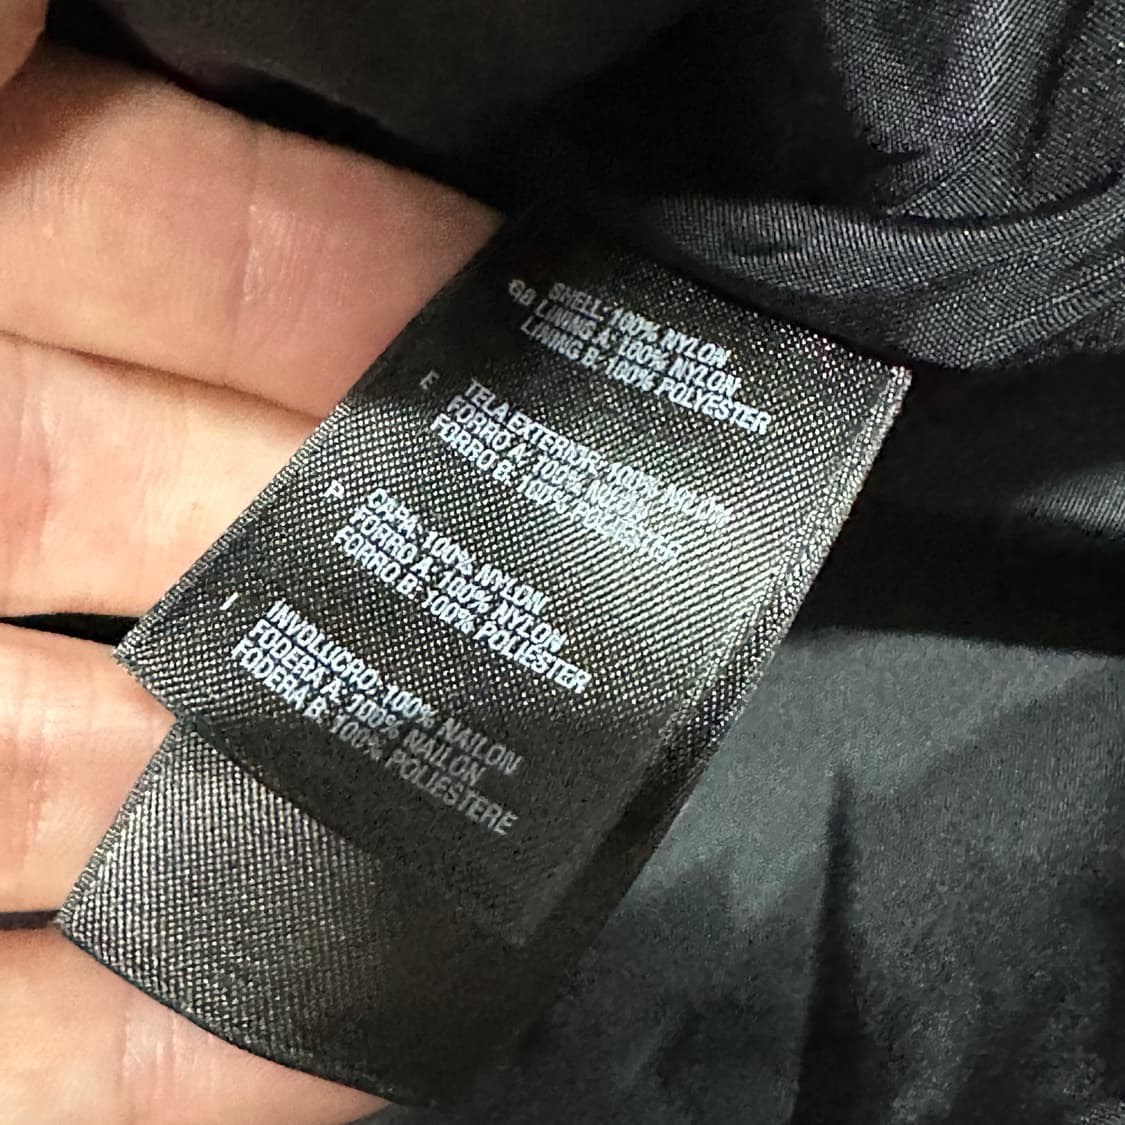 GB SHELL: 100% NYLON
LINING A: 100% NYLON
LINING B: 100% POLYESTER
E TELA EXTERIOR: 100% NYLON
FORRO A: 100% NYLON
FORRO B: 100% POLIESTER
P CAPA: 100% NYLON
FORRO A: 100% NYLON
FORRO B: 100% POLIESTER
I INVOLUCRO: 100% NAILON
FODERA A: 100% NAILON
FODERA B: 100% POLIESTERE